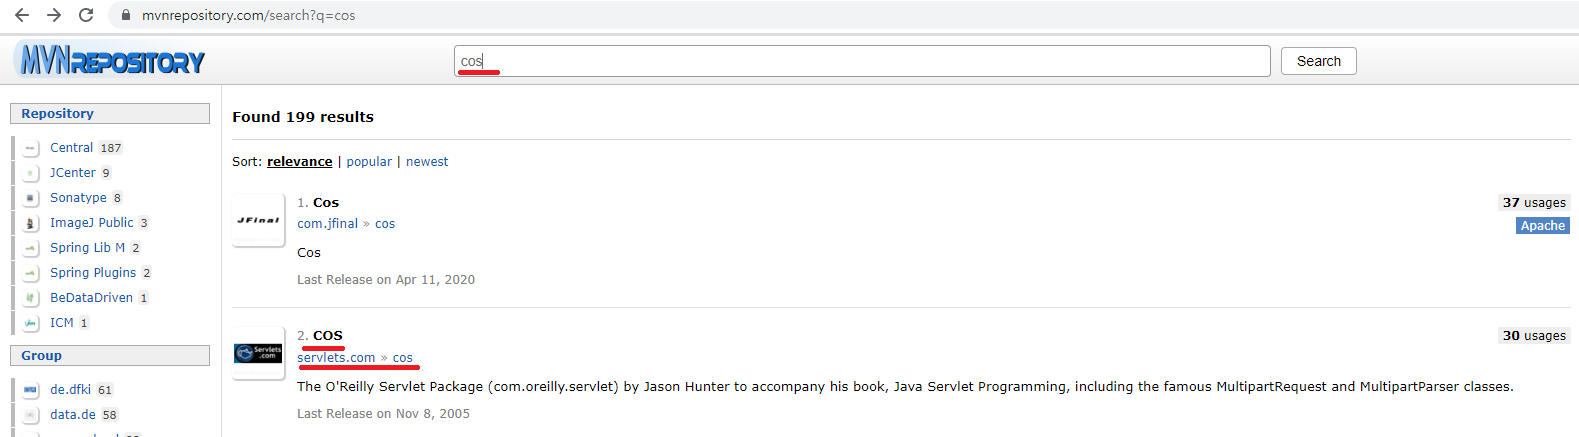 mvnrepository.com/search?q=cos
MVNREPOSITORY
cos
Search
Repository
Central 187
JCenter 9
Sonatype 8
ImageJ Public 3
Spring Lib M 2
Spring Plugins 2
BeDataDriven 1
ICM 1
Group
de.dfki 61
data.de 58
Found 199 results
Sort: relevance | popular | newest
JFinal
1. Cos
37 usages
com.jfinal » cos
Apache
Cos
Last Release on Apr 11, 2020
Servlets
.com
2. COS
30 usages
servlets.com » cos
The O'Reilly Servlet Package (com.oreilly.servlet) by Jason Hunter to accompany his book, Java Servlet Programming, including the famous MultipartRequest and MultipartParser classes.
Last Release on Nov 8, 2005